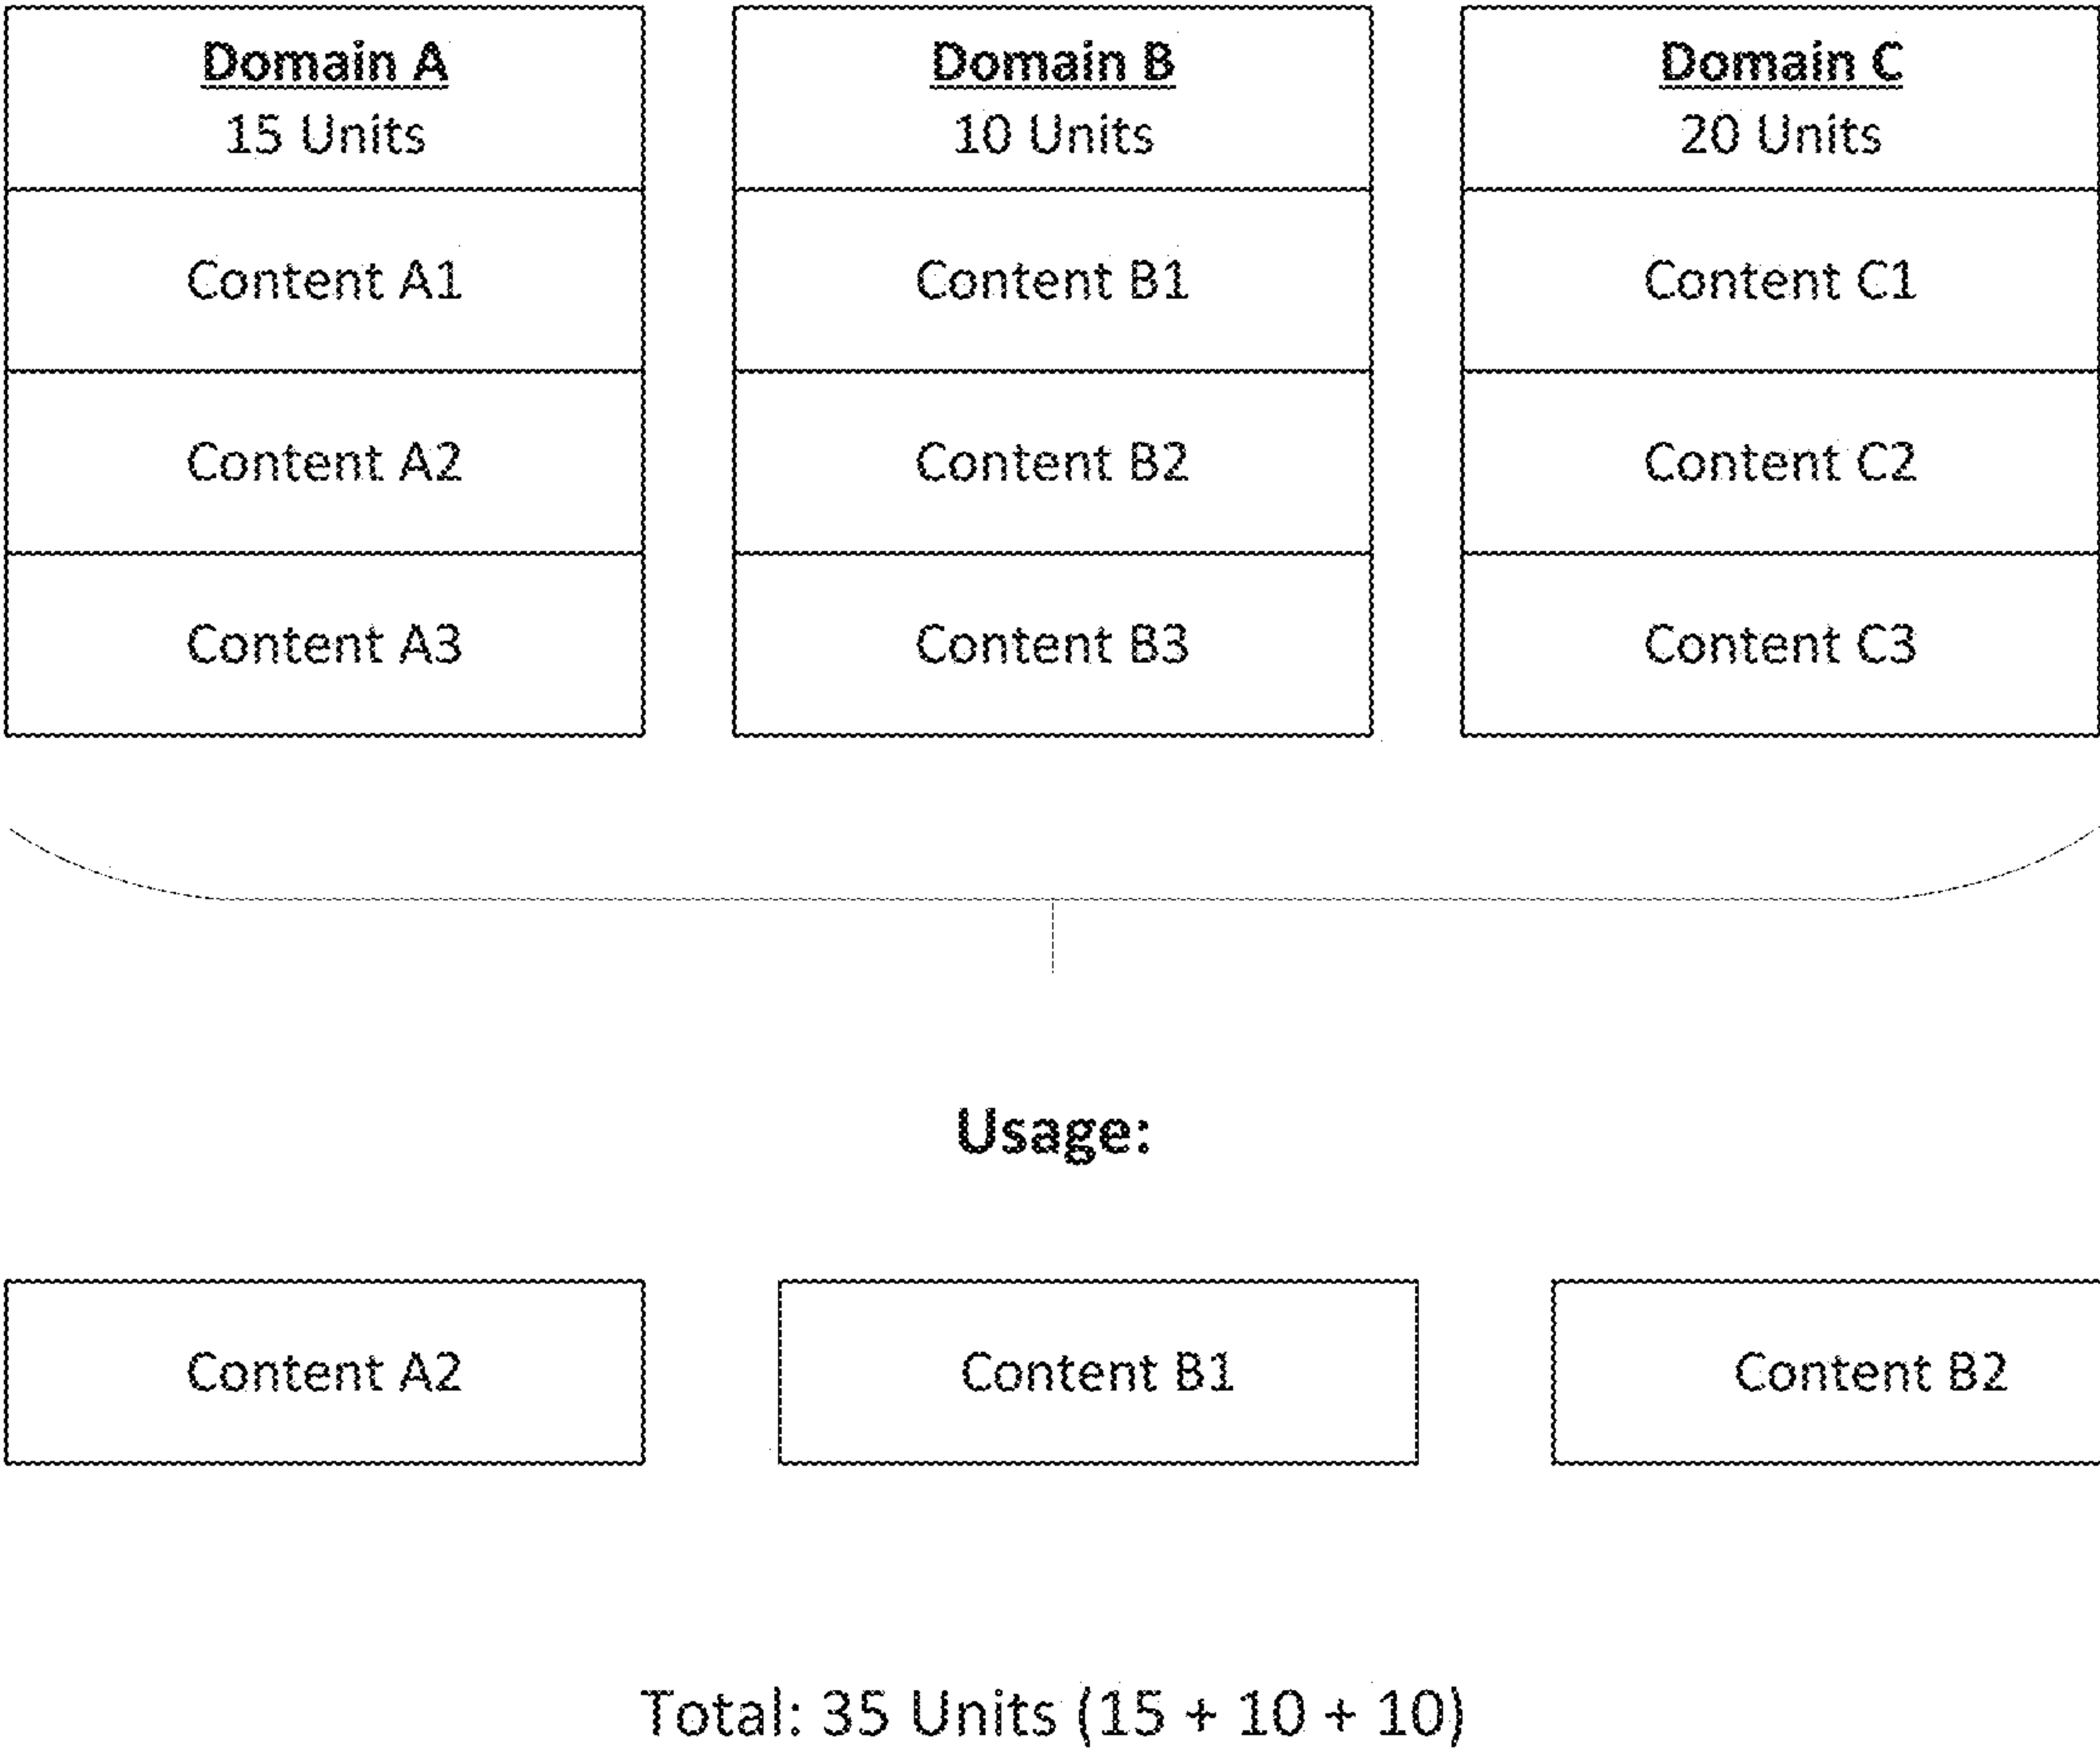 Domain A
15 Units
Content A1
Content A2
Content A3
Domain B
10 Units
Content B1
Content B2
Content B3
Domain C
20 Units
Content C1
Content C2
Content C3
Usage:
Content A2
Content B1
Content B2
Total: 35 Units (15 + 10 + 10)